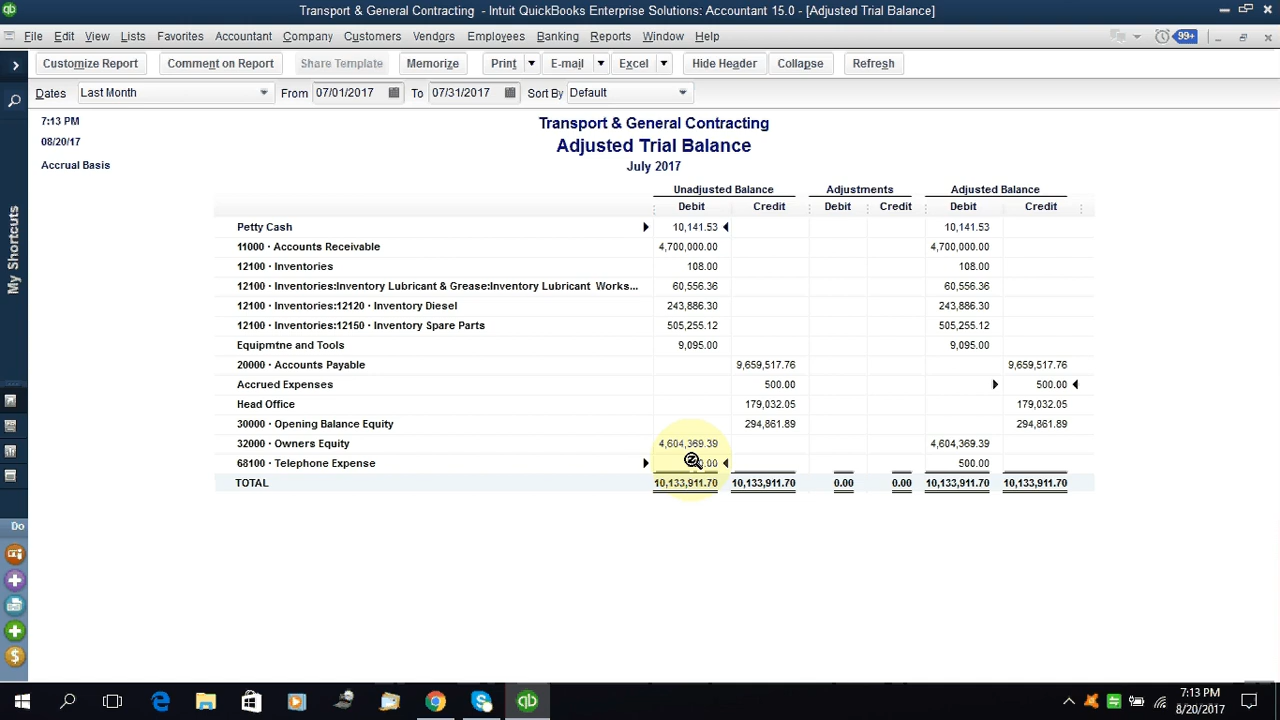 Transport & General Contracting - Intuit QuickBooks Enterprise Solutions: Accountant 15.0 - [Adjusted Trial Balance]
File Edit View Lists Favorites Accountant Company Customers Vendors Employees Banking Reports Window Help 99+
Customize Report Comment on Report Share Template Memorize Print E-mail Excel Hide Header Collapse Refresh
Dates Last Month From 07/01/2017 To 07/31/2017 Sort By Default
7:13 PM
08/20/17
Accrual Basis
Transport & General Contracting
Adjusted Trial Balance
July 2017
Unadjusted Balance Adjustments Adjusted Balance
Debit Credit Debit Credit Debit Credit
Petty Cash 10,141.53 10,141.53
11000 · Accounts Receivable 4,700,000.00 4,700,000.00
12100 · Inventories 108.00 108.00
12100 · Inventories:Inventory Lubricant & Grease:Inventory Lubricant Works... 60,556.36 60,556.36
12100 · Inventories:12120 · Inventory Diesel 243,886.30 243,886.30
12100 · Inventories:12150 · Inventory Spare Parts 505,255.12 505,255.12
Equipmtne and Tools 9,095.00 9,095.00
20000 · Accounts Payable 9,659,517.76 9,659,517.76
Accrued Expenses 500.00 500.00
Head Office 179,032.05 179,032.05
30000 · Opening Balance Equity 294,861.89 294,861.89
32000 · Owners Equity 4,604,369.39 4,604,369.39
68100 · Telephone Expense 500.00
TOTAL 10,133,911.70 10,133,911.70 0.00 0.00 10,133,911.70 10,133,911.70
My Shortcuts
Do
7:13 PM
8/20/2017